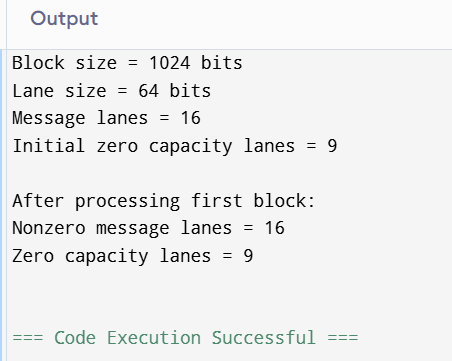 Output
Block size = 1024 bits
Lane size = 64 bits
Message lanes = 16
Initial zero capacity lanes = 9
After processing first block:
Nonzero message lanes = 16
Zero capacity lanes = 9
=== Code Execution Successful ===